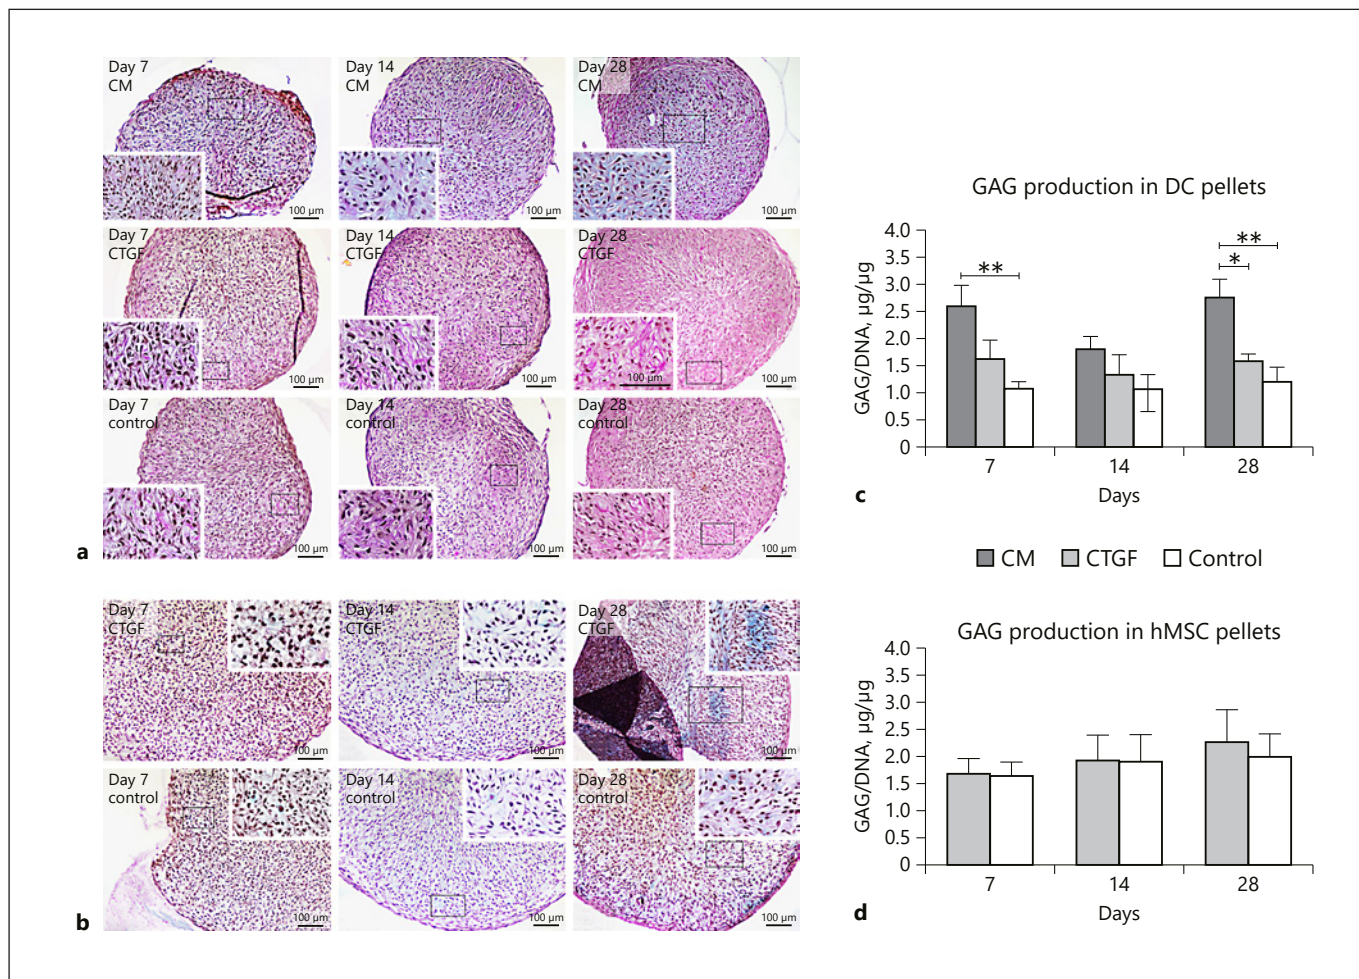 Day 7
CM
100 µm
Day 14
CM
100 µm
Day 28
CM
100 µm
Day 7
CTGF
100 µm
Day 14
CTGF
100 µm
Day 28
CTGF
100 µm
100 µm
Day 7
control
100 µm
Day 14
control
100 µm
Day 28
control
100 µm
a
Day 7
CTGF
100 µm
Day 14
CTGF
100 µm
Day 28
CTGF
100 µm
Day 7
control
100 µm
Day 14
control
100 µm
Day 28
control
100 µm
b
GAG production in DC pellets
GAG/DNA, µg/µg
4.0
3.5
3.0
2.5
2.0
1.5
1.0
0.5
0
**
**
*
7 14 28
Days
c
CM CTGF Control
GAG production in hMSC pellets
GAG/DNA, µg/µg
4.0
3.5
3.0
2.5
2.0
1.5
1.0
0.5
0
7 14 28
Days
d